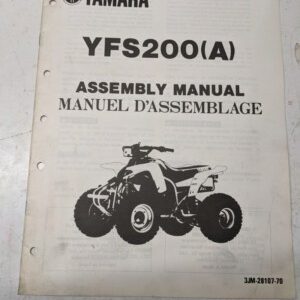 YAMAHA
YFS200(A)
ASSEMBLY MANUAL
MANUEL D'ASSEMBLAGE
3JM-28107-70